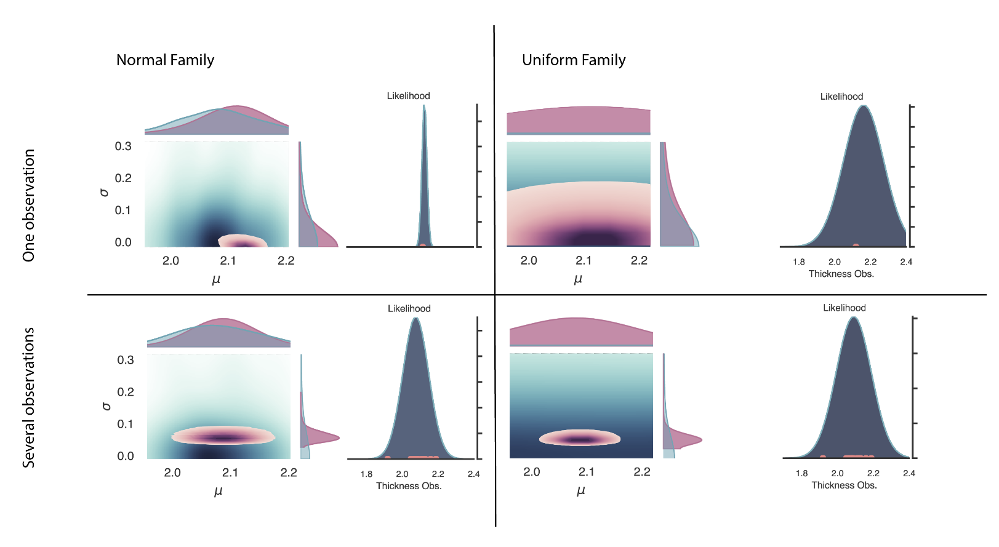 Normal Family
Uniform Family
One observation
Likelihood
0.3
0.2
0.1
0.0
σ
2.0 2.1 2.2
μ
Likelihood
2.0 2.1 2.2
μ
1.8 2.0 2.2 2.4
Thickness Obs.
Several observations
Likelihood
0.3
0.2
0.1
0.0
σ
2.0 2.1 2.2
μ
1.8 2.0 2.2 2.4
Thickness Obs.
Likelihood
2.0 2.1 2.2
μ
1.8 2.0 2.2 2.4
Thickness Obs.